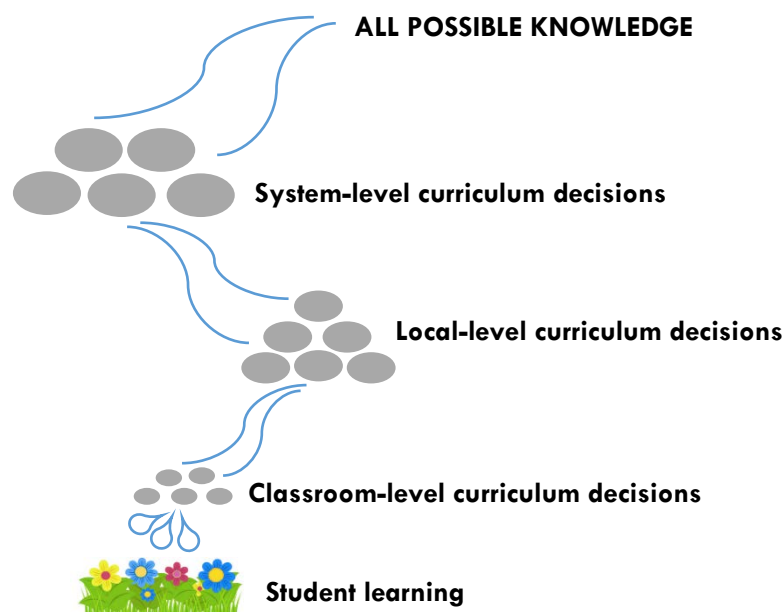 ALL POSSIBLE KNOWLEDGE
System-level curriculum decisions
Local-level curriculum decisions
Classroom-level curriculum decisions
Student learning